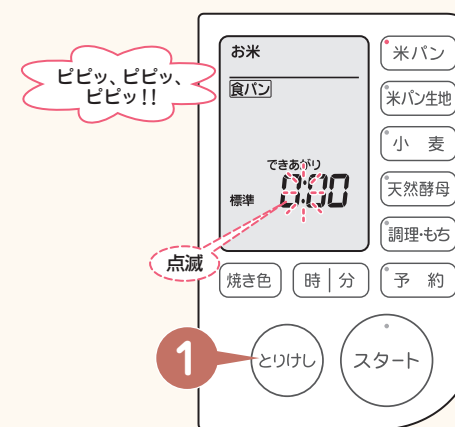 ピピッ、ピピッ、
ピピッ!!
お米
食パン
できあがり
標準
0:00
点滅
米パン
米パン生地
小 麦
天然酵母
調理・もち
焼き色
時|分
予 約
1
とりけし
スタート